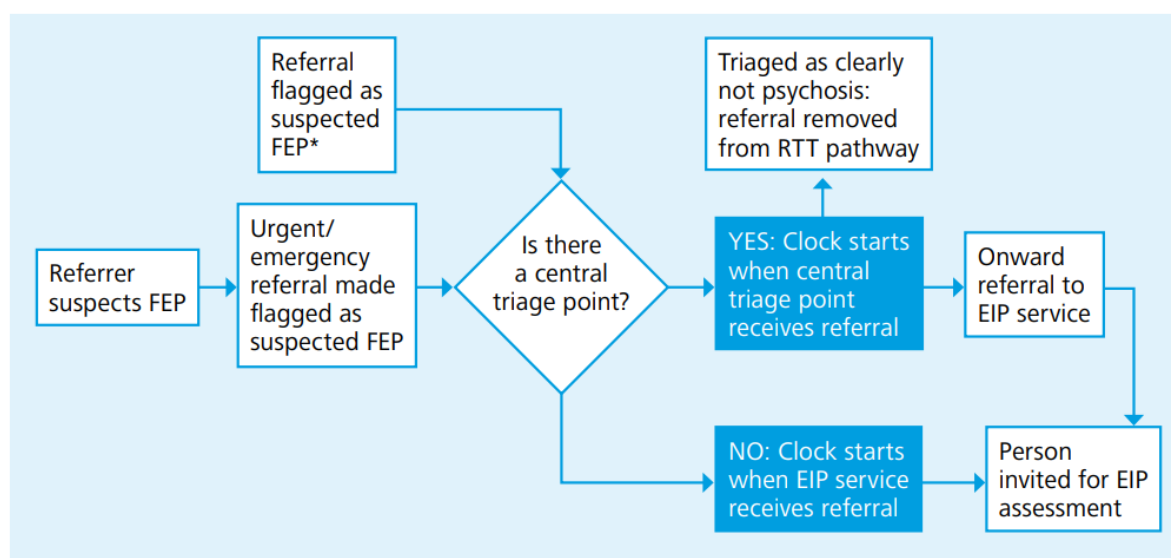 Referral
flagged as
suspected
FEP*
Triaged as clearly
not psychosis:
referral removed
from RTT pathway
Referrer
suspects FEP
Urgent/
emergency
referral made
flagged as
suspected FEP
Is there
a central
triage point?
YES: Clock starts
when central
triage point
receives referral
Onward
referral to
EIP service
NO: Clock starts
when EIP service
receives referral
Person
invited for EIP
assessment